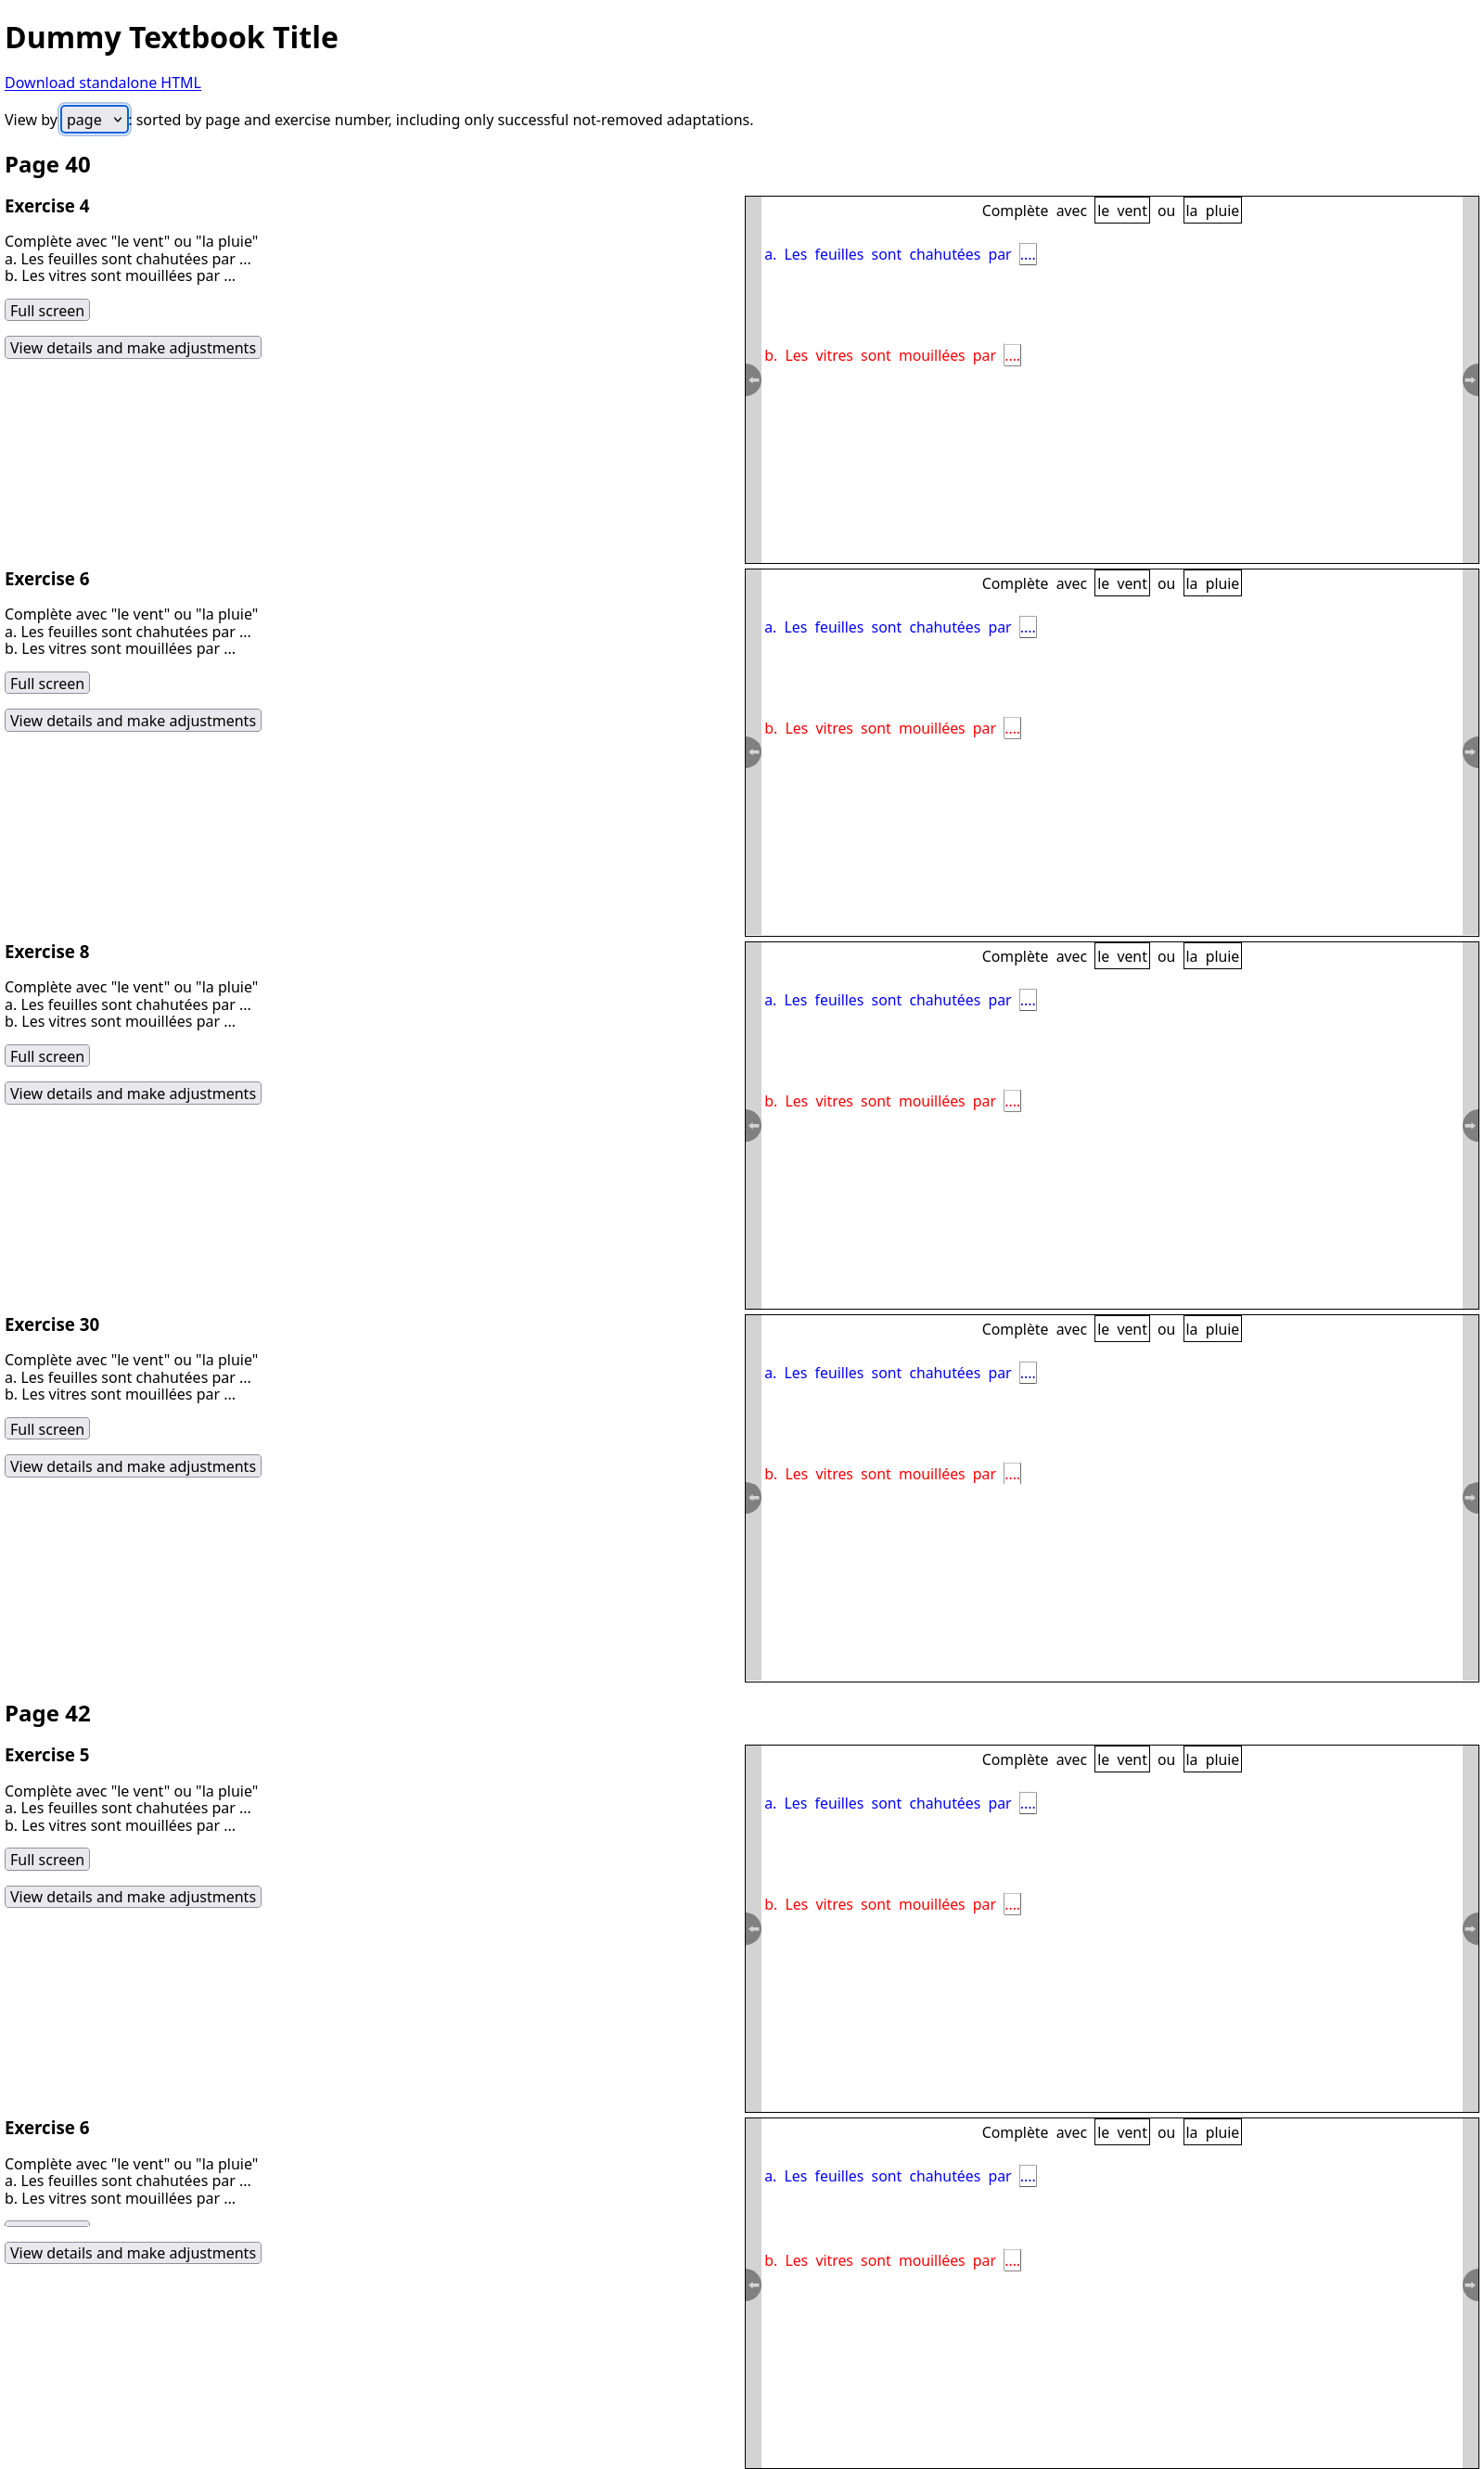 Dummy Textbook Title
Download standalone HTML
View by page : sorted by page and exercise number, including only successful not-removed adaptations.
Page 40
Exercise 4
Complète avec "le vent" ou "la pluie"
a. Les feuilles sont chahutées par ...
b. Les vitres sont mouillées par ...
Full screen
View details and make adjustments
Complète avec le vent ou la pluie
a. Les feuilles sont chahutées par ....
b. Les vitres sont mouillées par ....
Exercise 6
Complète avec "le vent" ou "la pluie"
a. Les feuilles sont chahutées par ...
b. Les vitres sont mouillées par ...
Full screen
View details and make adjustments
Complète avec le vent ou la pluie
a. Les feuilles sont chahutées par ....
b. Les vitres sont mouillées par ....
Exercise 8
Complète avec "le vent" ou "la pluie"
a. Les feuilles sont chahutées par ...
b. Les vitres sont mouillées par ...
Full screen
View details and make adjustments
Complète avec le vent ou la pluie
a. Les feuilles sont chahutées par ....
b. Les vitres sont mouillées par ....
Exercise 30
Complète avec "le vent" ou "la pluie"
a. Les feuilles sont chahutées par ...
b. Les vitres sont mouillées par ...
Full screen
View details and make adjustments
Complète avec le vent ou la pluie
a. Les feuilles sont chahutées par ....
b. Les vitres sont mouillées par ....
Page 42
Exercise 5
Complète avec "le vent" ou "la pluie"
a. Les feuilles sont chahutées par ...
b. Les vitres sont mouillées par ...
Full screen
View details and make adjustments
Complète avec le vent ou la pluie
a. Les feuilles sont chahutées par ....
b. Les vitres sont mouillées par ....
Exercise 6
Complète avec "le vent" ou "la pluie"
a. Les feuilles sont chahutées par ...
b. Les vitres sont mouillées par ...
View details and make adjustments
Complète avec le vent ou la pluie
a. Les feuilles sont chahutées par ....
b. Les vitres sont mouillées par ....